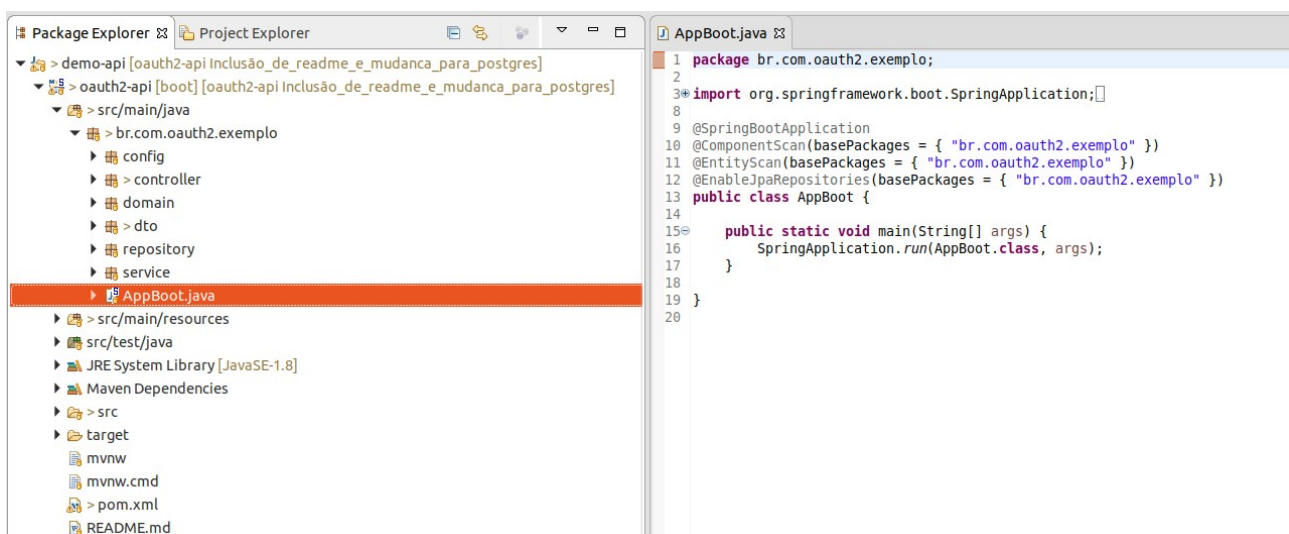 Package Explorer
Project Explorer
> demo-api [oauth2-api Inclusão_de_readme_e_mudanca_para_postgres]
> oauth2-api [boot] [oauth2-api Inclusão_de_readme_e_mudanca_para_postgres]
> src/main/java
> br.com.oauth2.exemplo
config
> controller
domain
> dto
repository
service
AppBoot.java
> src/main/resources
src/test/java
JRE System Library [JavaSE-1.8]
Maven Dependencies
> src
target
mvnw
mvnw.cmd
> pom.xml
README.md
AppBoot.java
1 package br.com.oauth2.exemplo;
2
3 import org.springframework.boot.SpringApplication;
8
9 @SpringBootApplication
10 @ComponentScan(basePackages = { "br.com.oauth2.exemplo" })
11 @EntityScan(basePackages = { "br.com.oauth2.exemplo" })
12 @EnableJpaRepositories(basePackages = { "br.com.oauth2.exemplo" })
13 public class AppBoot {
14
15     public static void main(String[] args) {
16         SpringApplication.run(AppBoot.class, args);
17     }
18
19 }
20